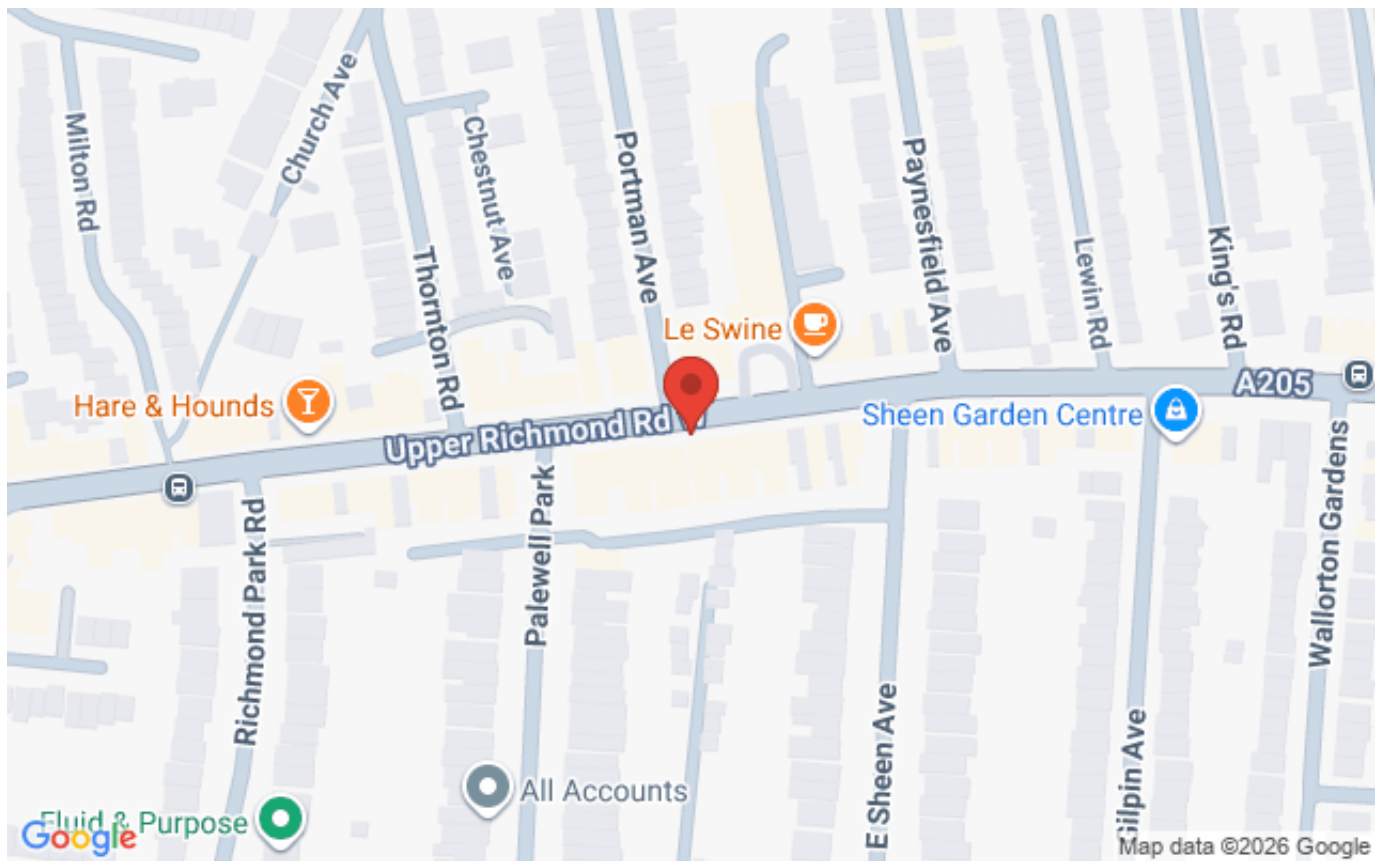 Milton Rd
Church Ave
Chestnut Ave
Thornton Rd
Portman Ave
Paynesfield Ave
Lewin Rd
King's Rd
Le Swine
A205
Hare & Hounds
Upper Richmond Rd W
Sheen Garden Centre
Richmond Park Rd
Palewell Park
Wallorton Gardens
E Sheen Ave
Gilpin Ave
All Accounts
Fluid & Purpose
Google
Map data ©2026 Google